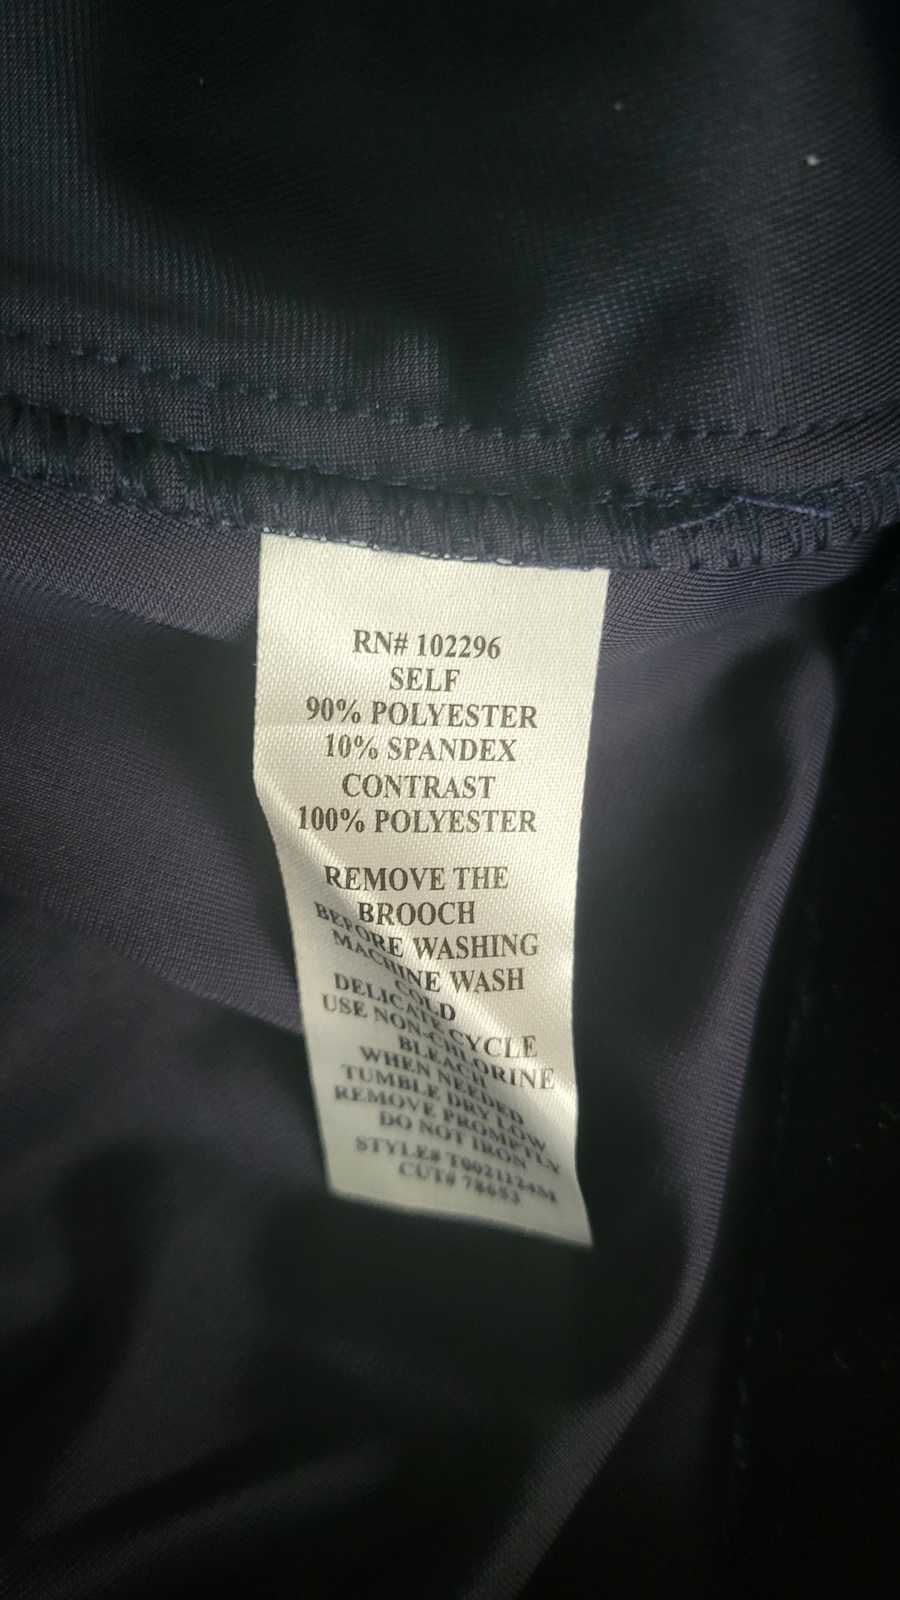 RN# 102296
SELF
90% POLYESTER
10% SPANDEX
CONTRAST
100% POLYESTER
REMOVE THE
BROOCH
BEFORE WASHING
MACHINE WASH
COLD
DELICATE CYCLE
USE NON-CHLORINE
BLEACH
WHEN NEEDED
TUMBLE DRY LOW
REMOVE PROMPTLY
DO NOT IRON
STYLE# T0021124M
CUT# 78653